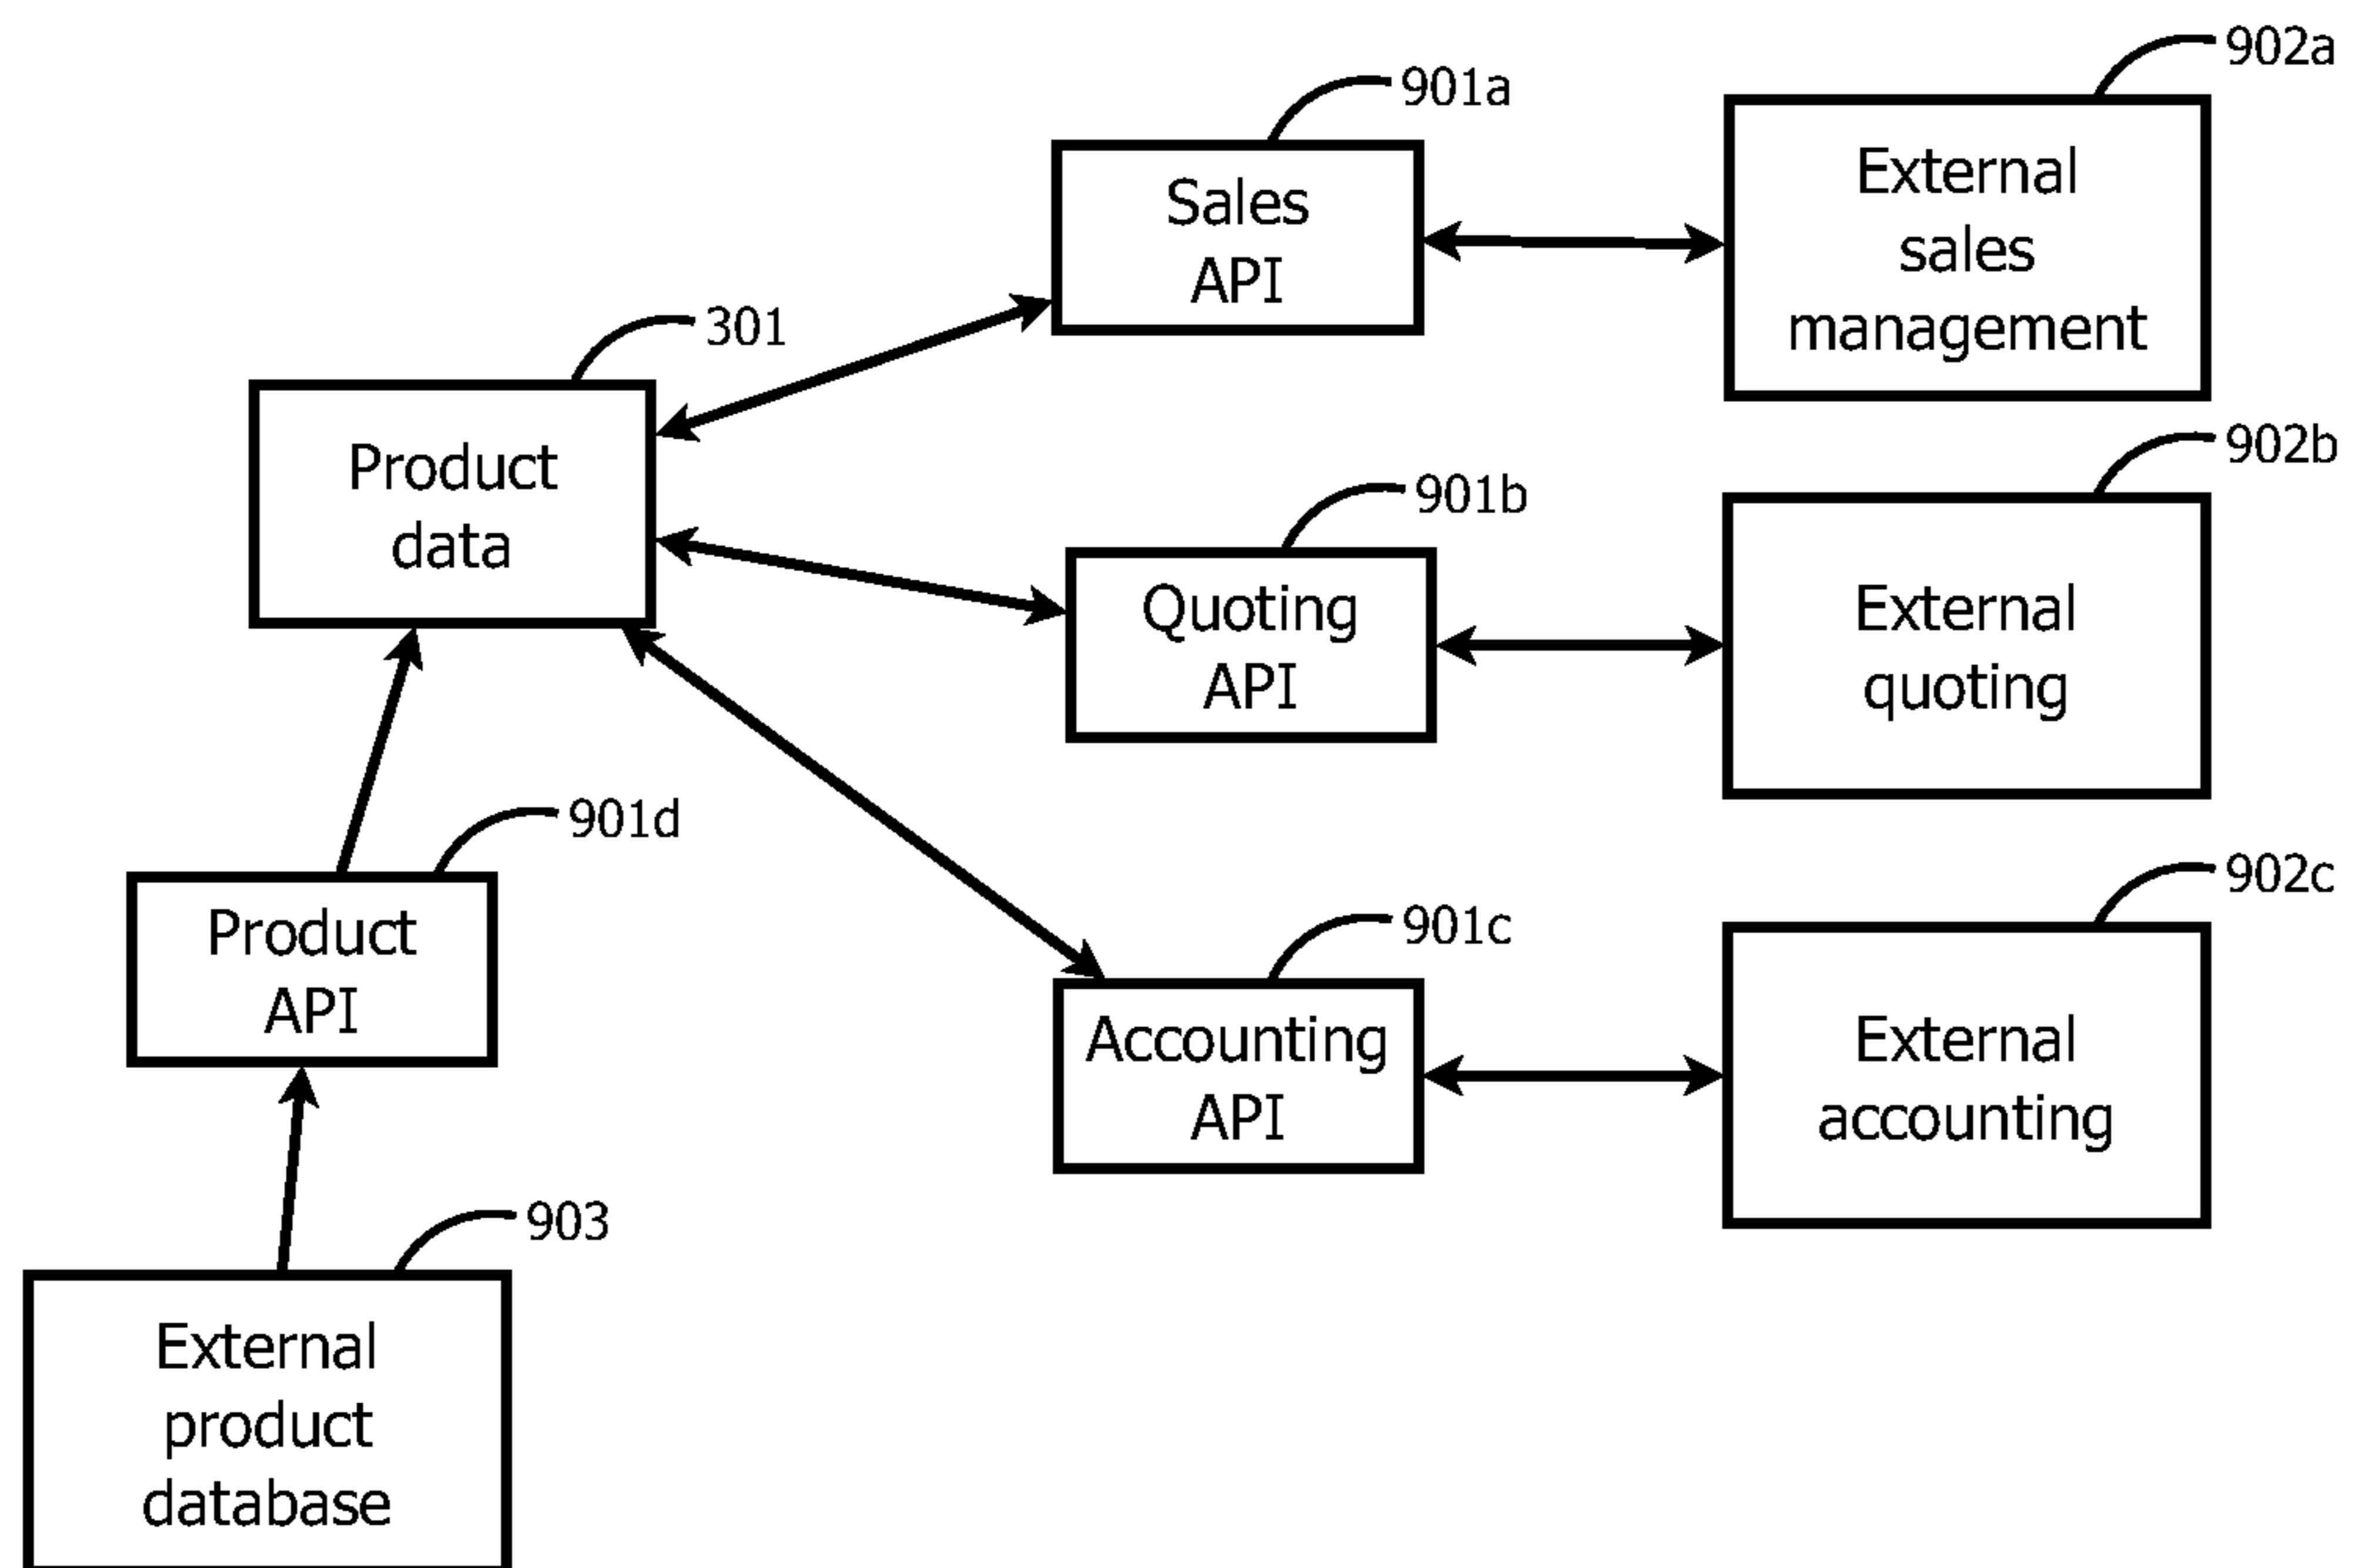 902a
901a
External
sales
management
Sales
API
301
902b
Product
data
901b
External
quoting
Quoting
API
901d
902c
Product
API
901c
External
accounting
Accounting
API
903
External
product
database